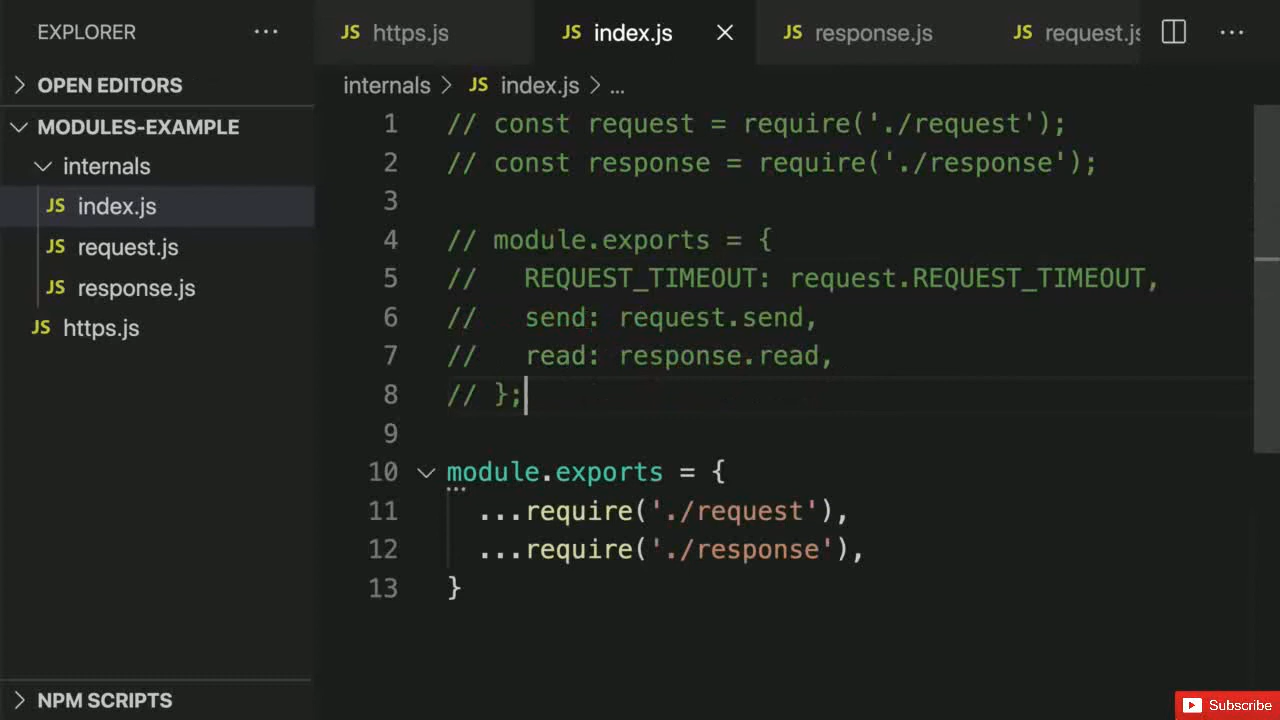 EXPLORER ...
OPEN EDITORS
MODULES-EXAMPLE
internals
JS index.js
JS request.js
JS response.js
JS https.js
NPM SCRIPTS
JS https.js JS index.js JS response.js JS request.js ...
internals > JS index.js > ...
1 // const request = require('./request');
2 // const response = require('./response');
3
4 // module.exports = {
5 //   REQUEST_TIMEOUT: request.REQUEST_TIMEOUT,
6 //   send: request.send,
7 //   read: response.read,
8 // };
9
10 module.exports = {
11   ...require('./request'),
12   ...require('./response'),
13 }
Subscribe